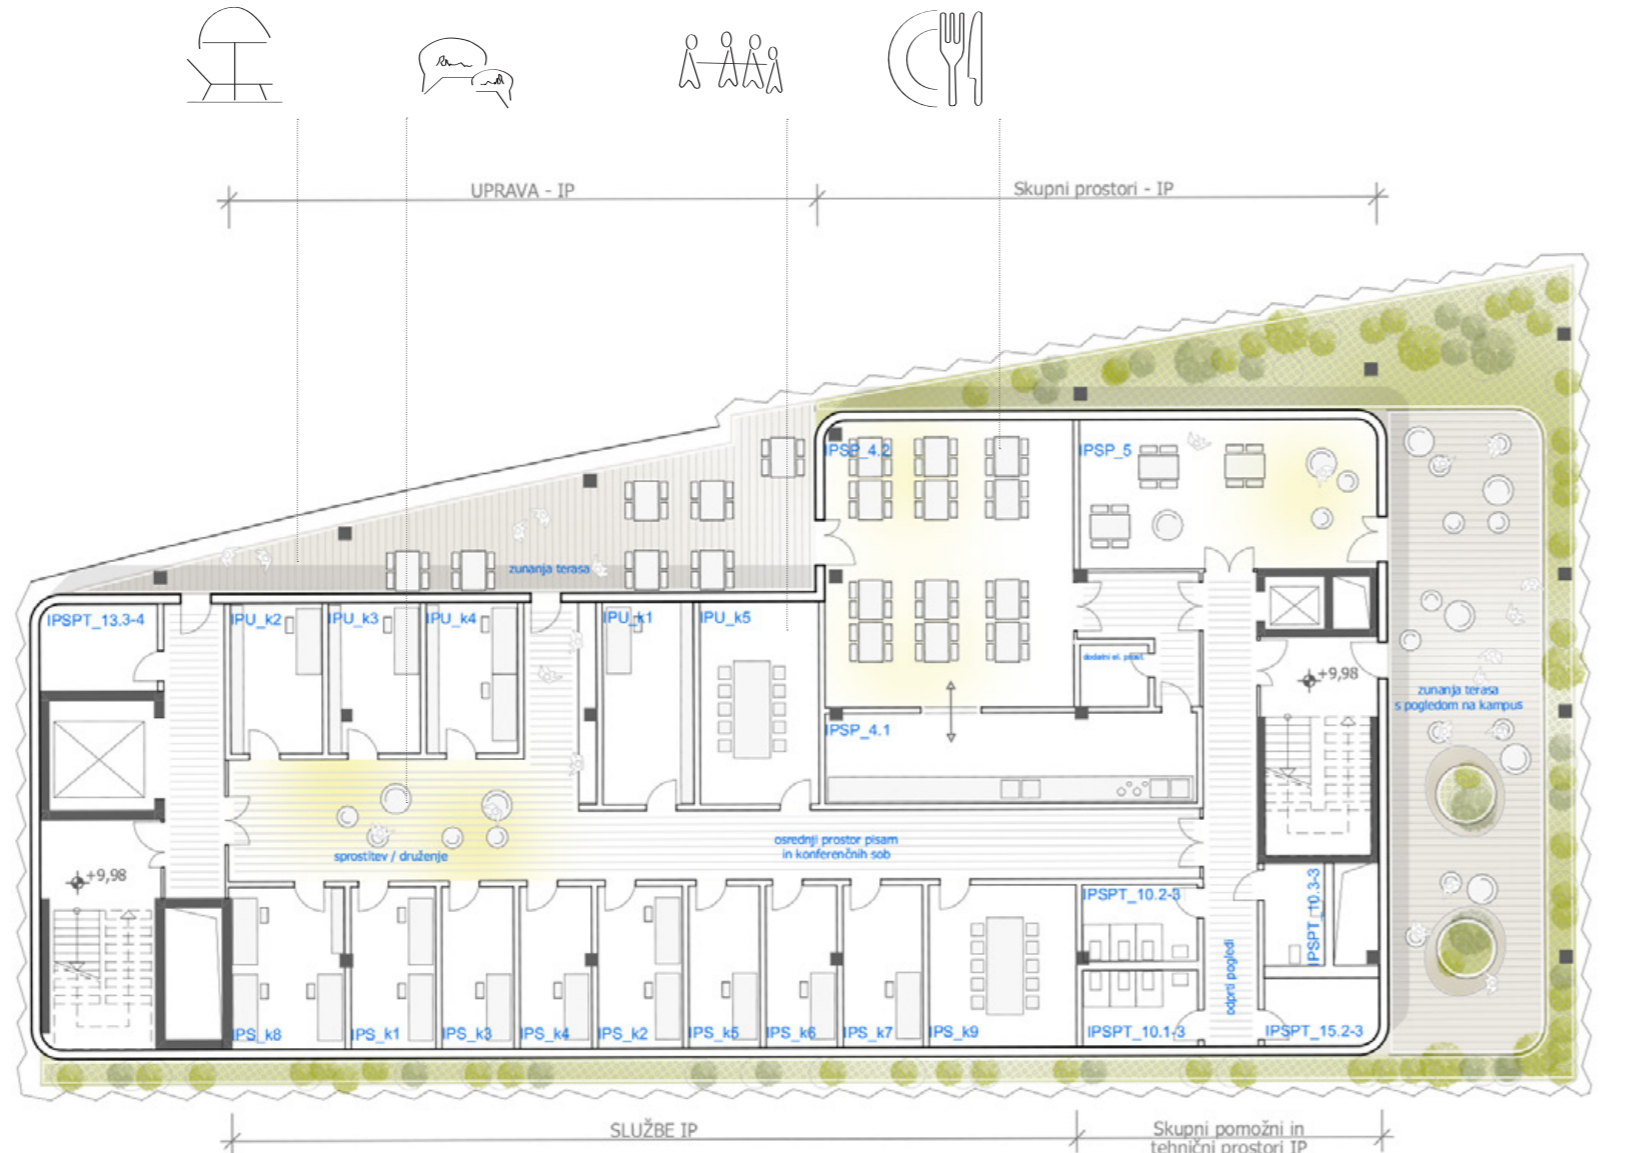 UPRAVA - IP
Skupni prostori - IP
IPSP_4.2
IPSP_5
zunanja terasa
IPSPT_13.3-4
IPU_k2
IPU_k3
IPU_k4
IPU_k1
IPU_k5
dodatni el. prost.
+9,98
zunanja terasa
s pogledom na kampus
IPSP_4.1
sprostitev / druženje
osrednji prostor pisarn
in konferenčnih sob
+9,98
IPSPT_10.2-3
IPSPT_10.3-3
odprti pogledi
IPS_k8
IPS_k1
IPS_k3
IPS_k4
IPS_k2
IPS_k5
IPS_k6
IPS_k7
IPS_k9
IPSPT_10.1-3
IPSPT_15.2-3
SLUŽBE IP
Skupni pomožni in
tehnični prostori IP